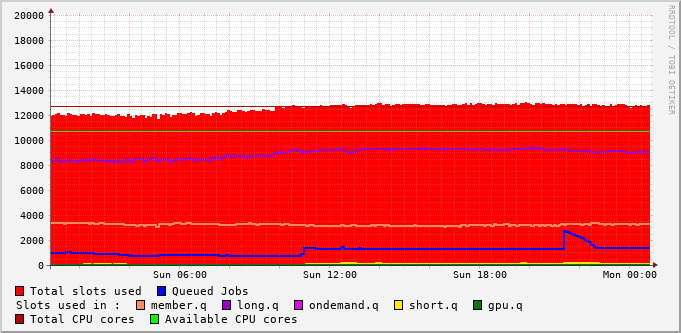 RRDTOOL / TOBI OETIKER
20000
18000
16000
14000
12000
10000
8000
6000
4000
2000
0
Sun 06:00 Sun 12:00 Sun 18:00 Mon 00:00
Total slots used Queued Jobs
Slots used in : member.q long.q ondemand.q short.q gpu.q
Total CPU cores Available CPU cores